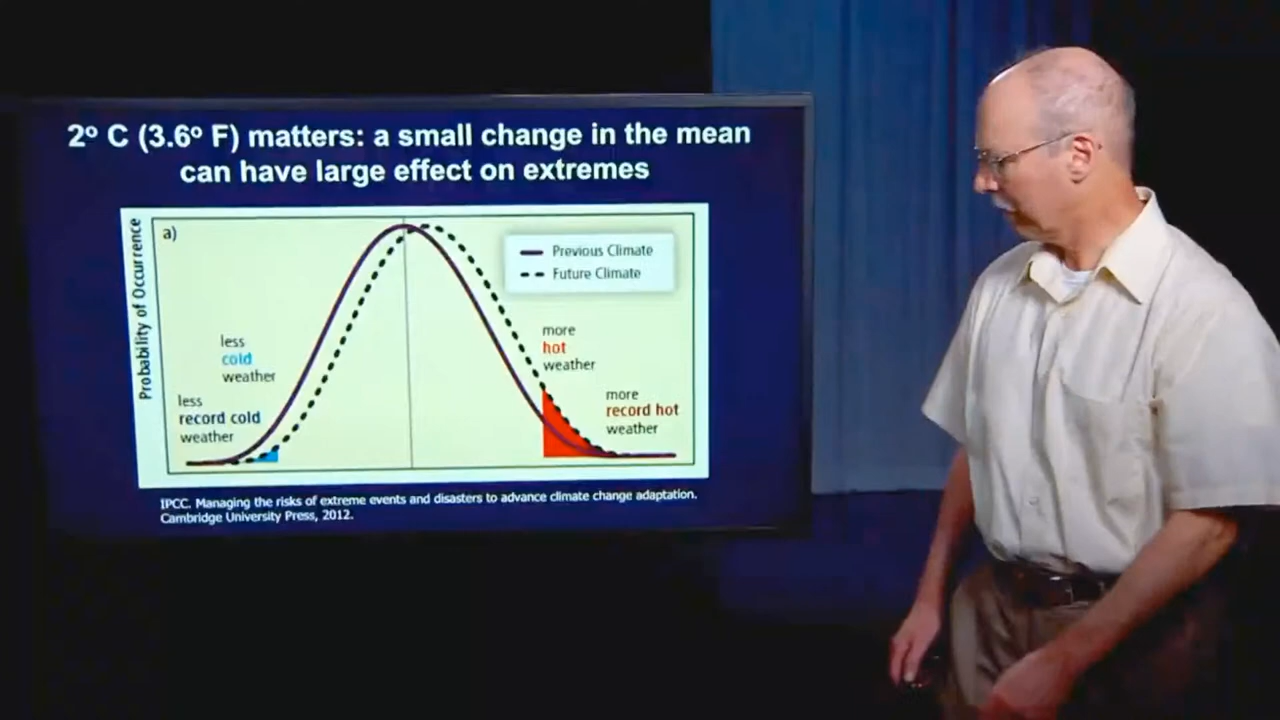 2º C (3.6º F) matters: a small change in the mean
can have large effect on extremes
Probability of Occurrence
a)
Previous Climate
Future Climate
less
cold
weather
more
hot
weather
less
record cold
weather
more
record hot
weather
IPCC. Managing the risks of extreme events and disasters to advance climate change adaptation.
Cambridge University Press, 2012.